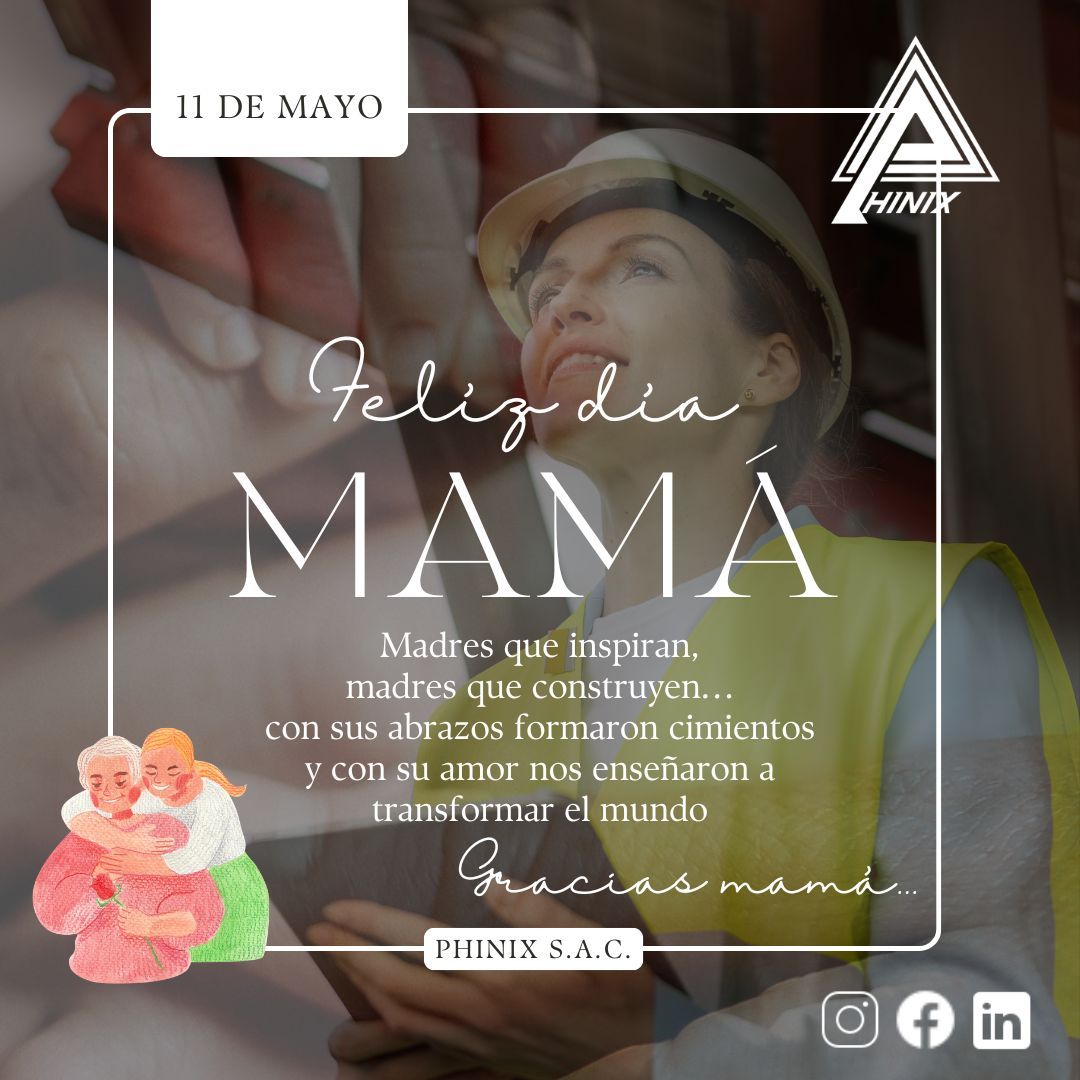 11 DE MAYO
PHINIX
Feliz día
MAMÁ
Madres que inspiran,
madres que construyen...
con sus abrazos formaron cimientos
y con su amor nos enseñaron a
transformar el mundo
Gracias mamá...
PHINIX S.A.C.
in